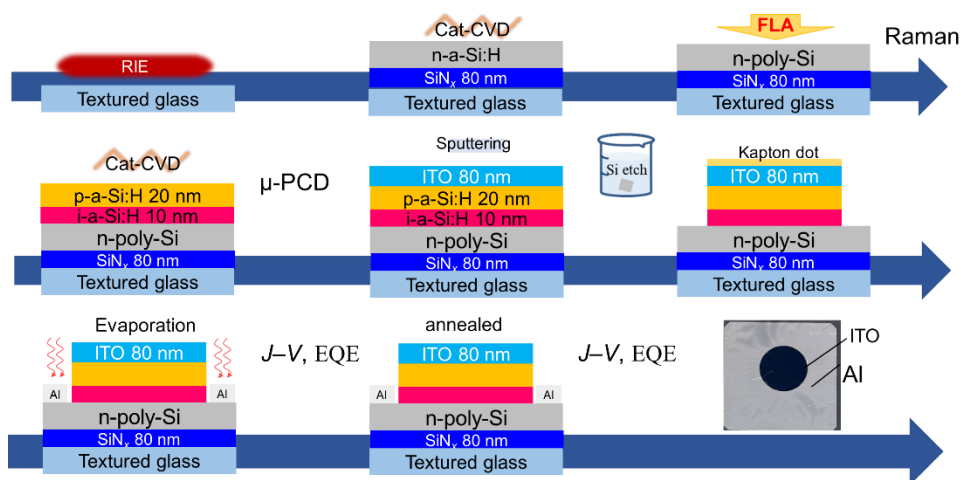 RIE
Textured glass
Cat-CVD
n-a-Si:H
SiNₓ 80 nm
Textured glass
FLA
n-poly-Si
SiNₓ 80 nm
Textured glass
Raman
Cat-CVD
p-a-Si:H 20 nm
i-a-Si:H 10 nm
n-poly-Si
SiNₓ 80 nm
Textured glass
μ-PCD
Sputtering
ITO 80 nm
p-a-Si:H 20 nm
i-a-Si:H 10 nm
n-poly-Si
SiNₓ 80 nm
Textured glass
Si etch
Kapton dot
ITO 80 nm
n-poly-Si
SiNₓ 80 nm
Textured glass
Evaporation
ITO 80 nm
Al
Al
n-poly-Si
SiNₓ 80 nm
Textured glass
J–V, EQE
annealed
ITO 80 nm
Al
Al
n-poly-Si
SiNₓ 80 nm
Textured glass
J–V, EQE
ITO
Al